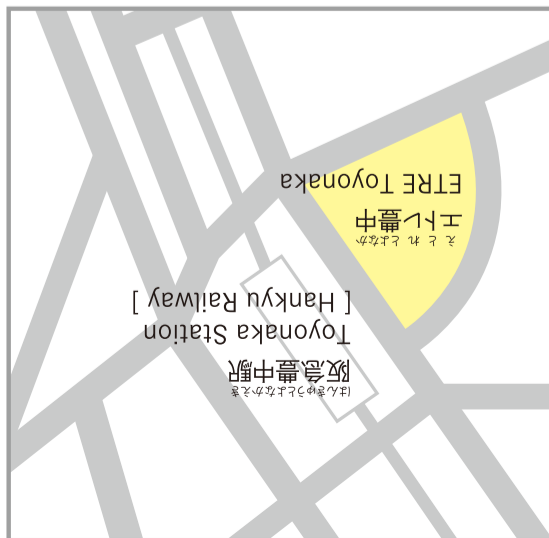 はんきゅうとよなかえき
阪急豊中駅
Toyonaka Station
[ Hankyu Railway ]
え と れ とよなか
エトレ豊中
ETRE Toyonaka